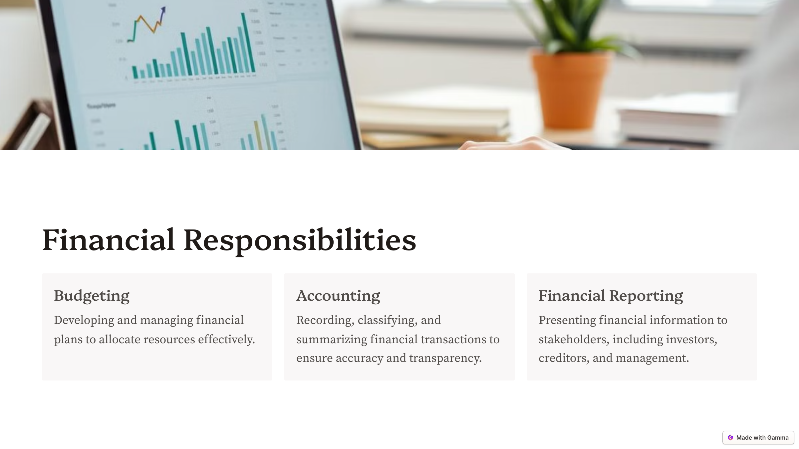 Financial Responsibilities
Budgeting
Developing and managing financial
plans to allocate resources effectively.
Accounting
Recording, classifying, and
summarizing financial transactions to
ensure accuracy and transparency.
Financial Reporting
Presenting financial information to
stakeholders, including investors,
creditors, and management.
Made with Gamma